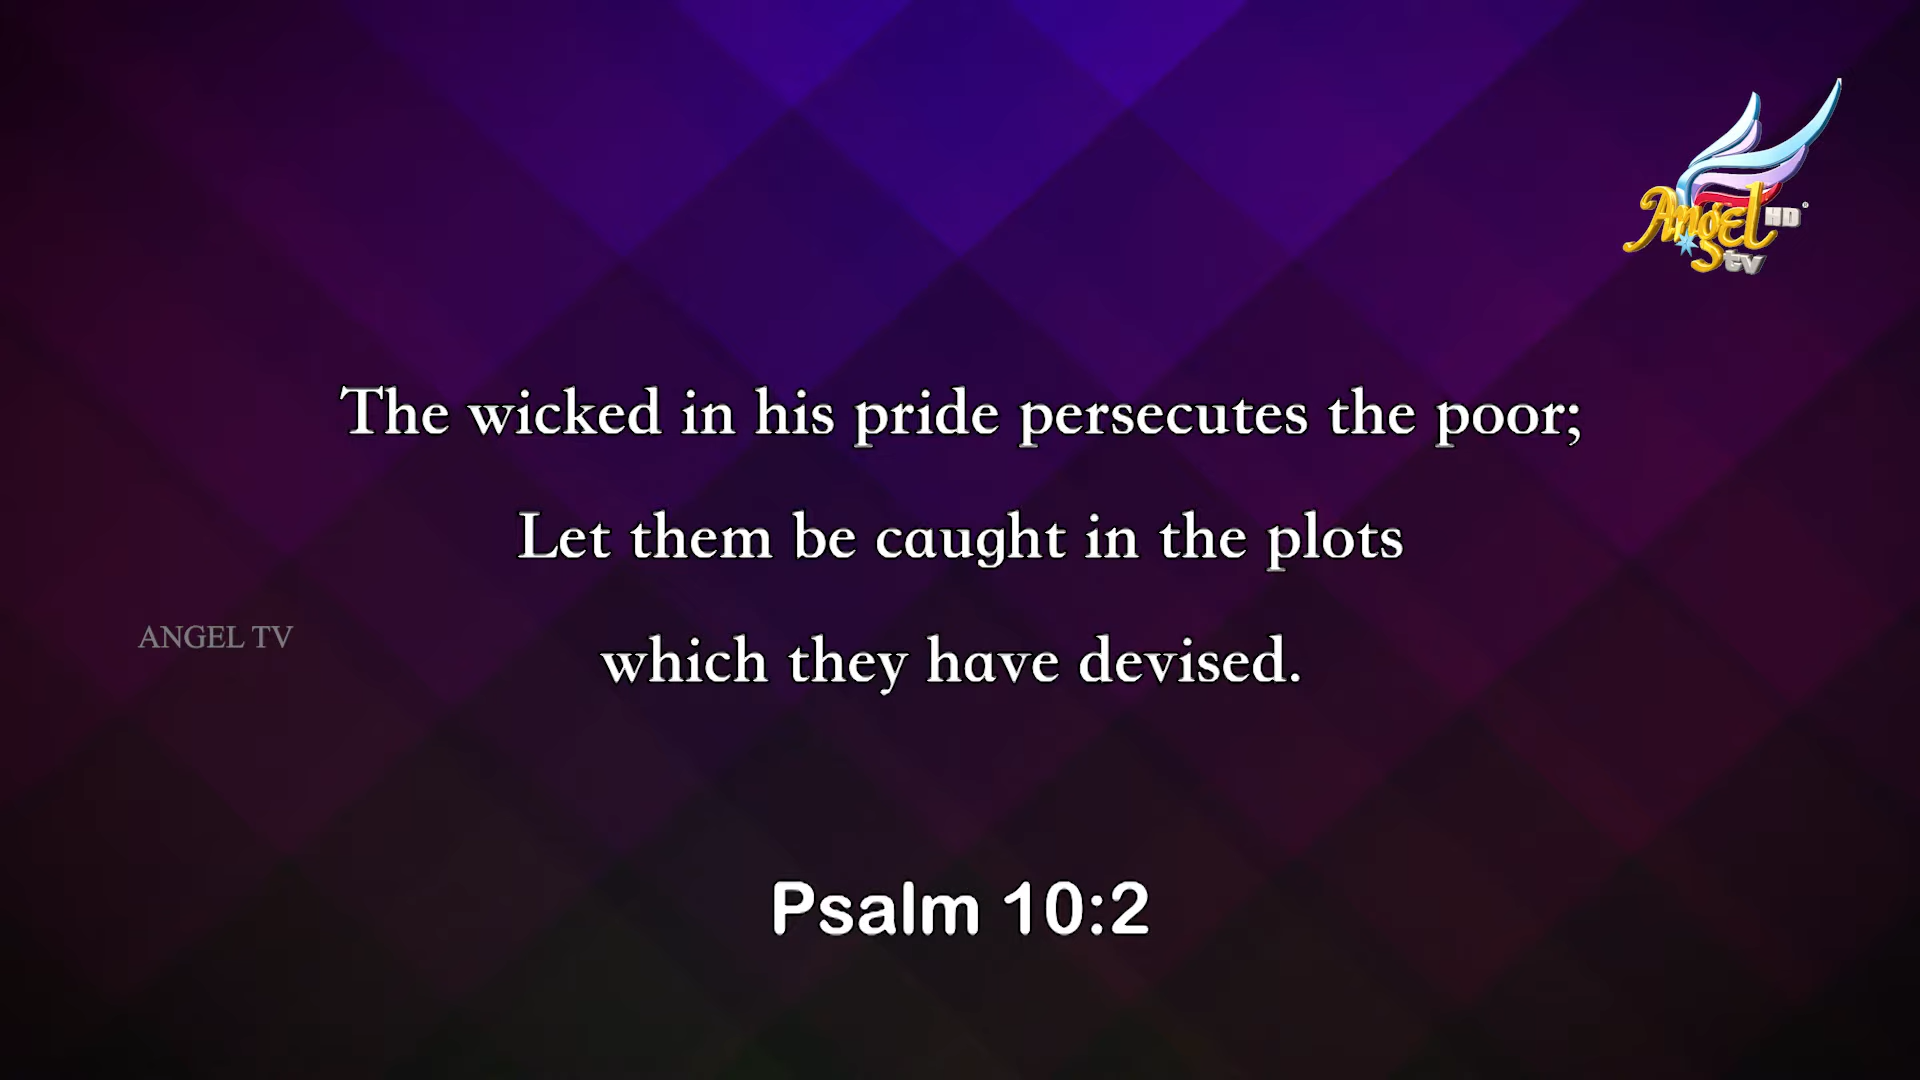 Angel HD
tv
The wicked in his pride persecutes the poor;
Let them be caught in the plots
ANGEL TV
which they have devised.
Psalm 10:2